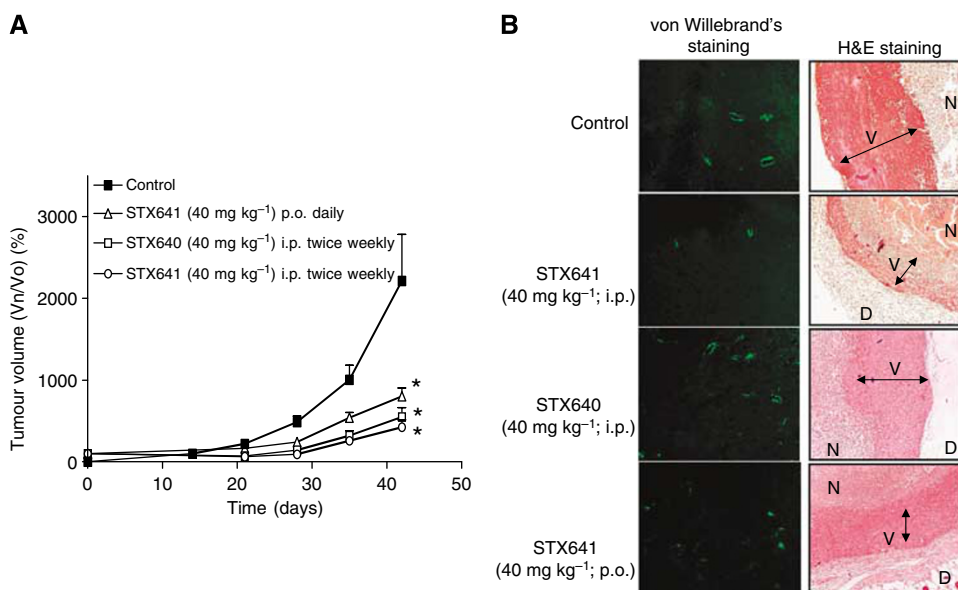 A
Tumour volume (Vn/Vo) (%)
3000
2000
1000
0
Control
STX641 (40 mg kg⁻¹) p.o. daily
STX640 (40 mg kg⁻¹) i.p. twice weekly
STX641 (40 mg kg⁻¹) i.p. twice weekly
*
*
*
0 10 20 30 40 50
Time (days)
B
von Willebrand's
staining
H&E staining
Control
N
V
STX641
(40 mg kg⁻¹; i.p.)
N
V
D
STX640
(40 mg kg⁻¹; i.p.)
V
N
D
STX641
(40 mg kg⁻¹; p.o.)
N
V
D